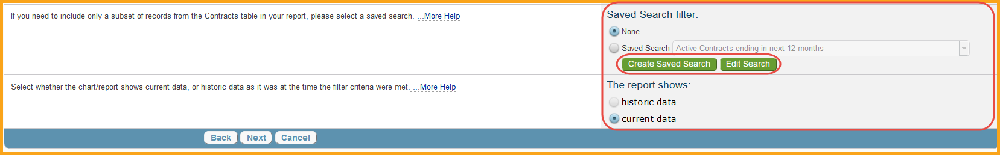 If you need to include only a subset of records from the Contracts table in your report, please select a saved search. ...More Help
Saved Search filter:
None
Saved Search Active Contracts ending in next 12 months
Create Saved Search Edit Search
Select whether the chart/report shows current data, or historic data as it was at the time the filter criteria were met. ...More Help
The report shows:
historic data
current data
Back Next Cancel